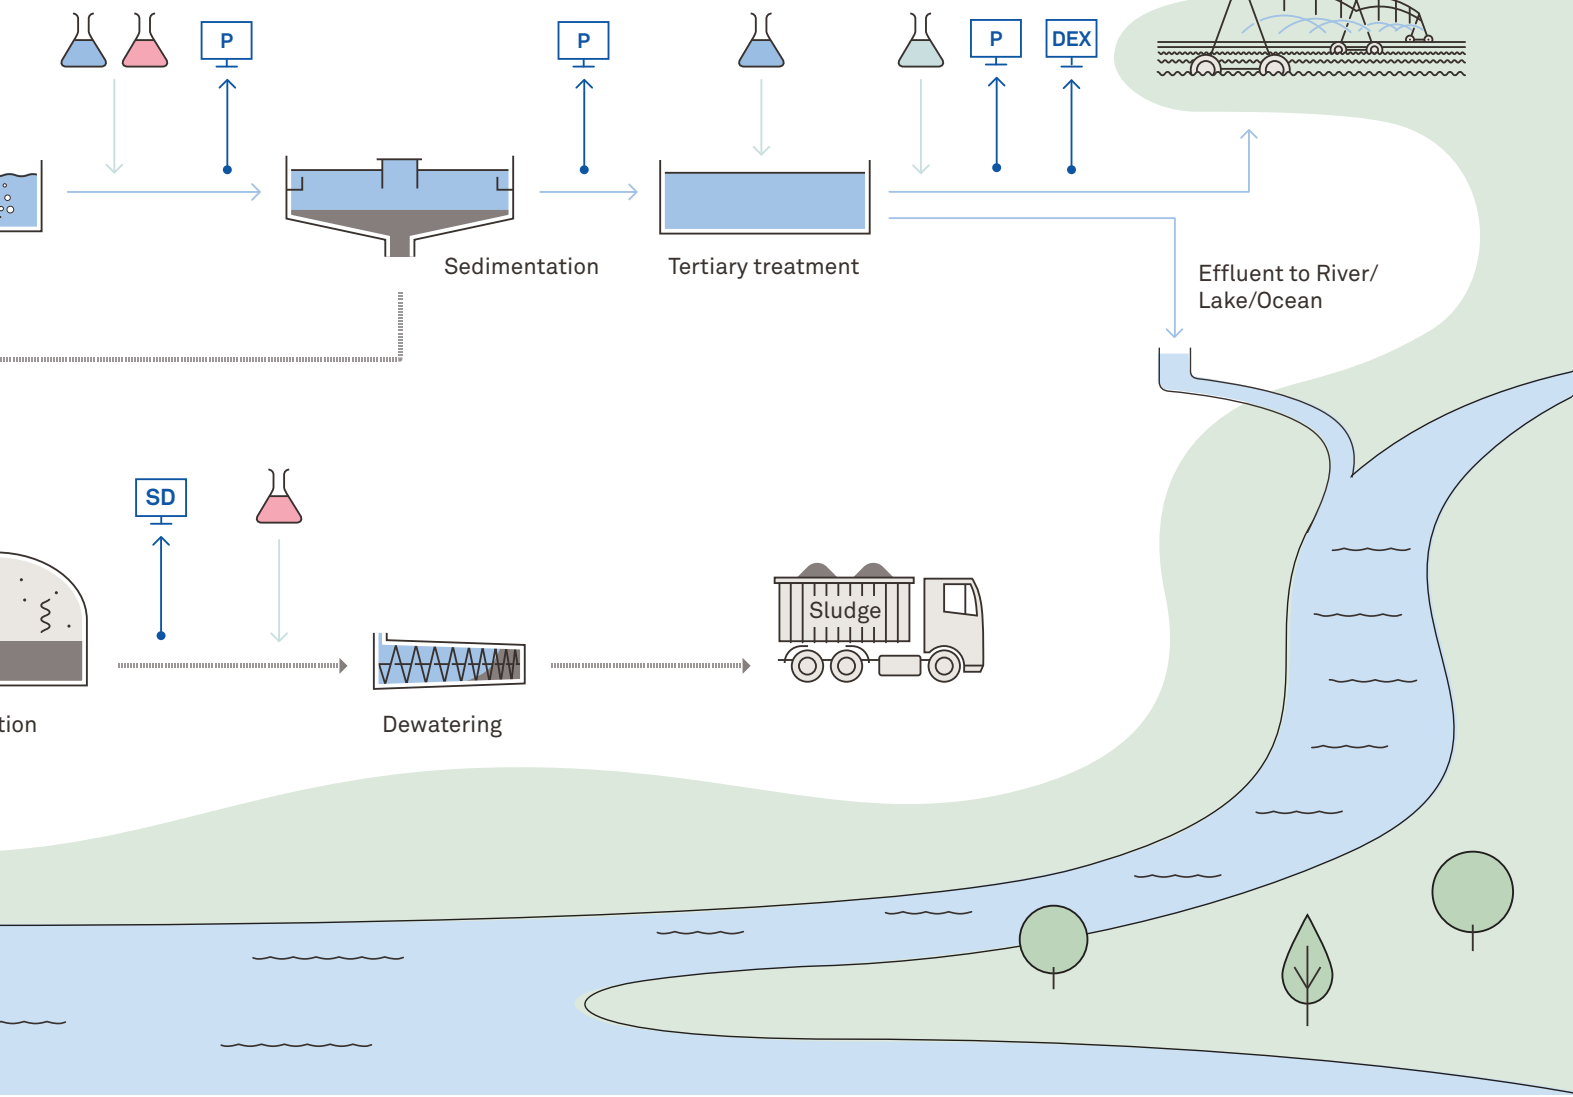 P
P
P
DEX
Sedimentation
Tertiary treatment
Effluent to River/
Lake/Ocean
SD
Sludge
tion
Dewatering